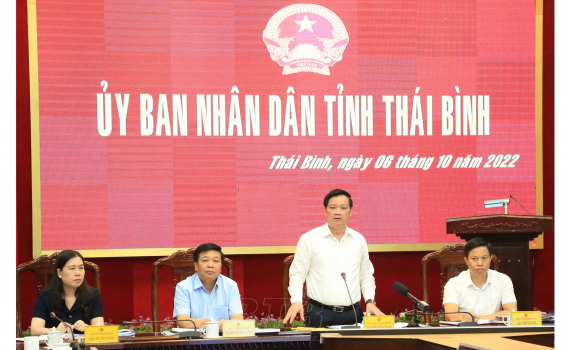 ỦY BAN NHÂN DÂN TỈNH THÁI BÌNH
Thái Bình, ngày 06 tháng 10 năm 2022